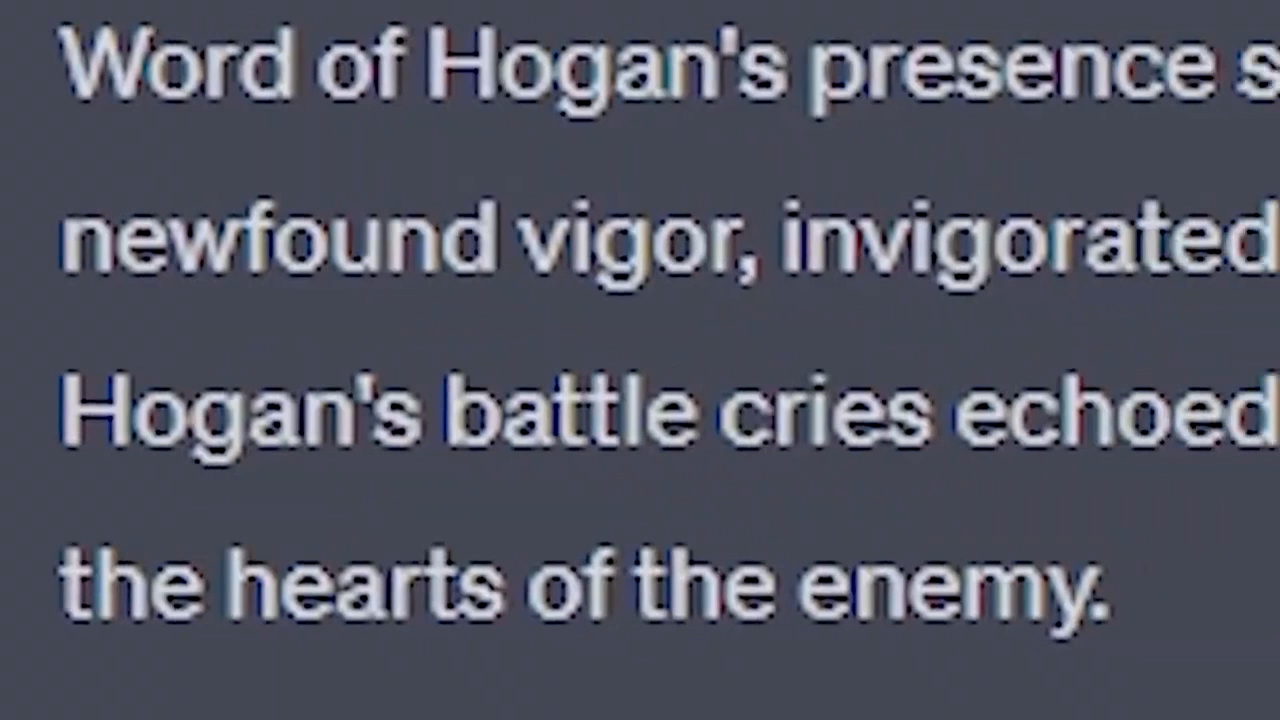 Word of Hogan's presence s
newfound vigor, invigorated
Hogan's battle cries echoed
the hearts of the enemy.